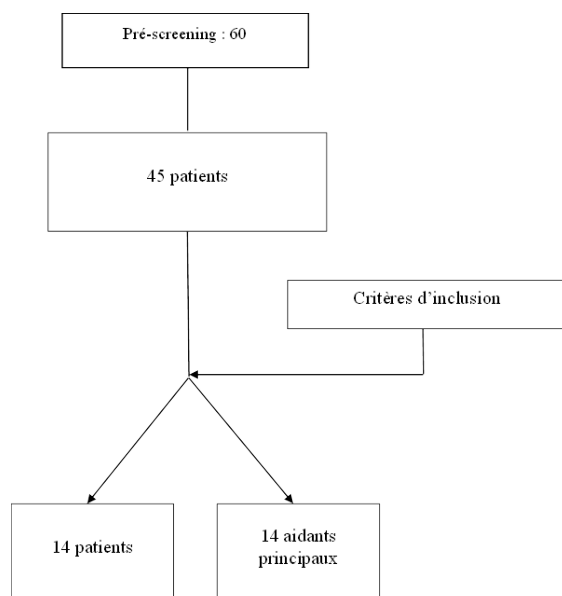 Pré-screening : 60
45 patients
Critères d’inclusion
14 patients
14 aidants
principaux